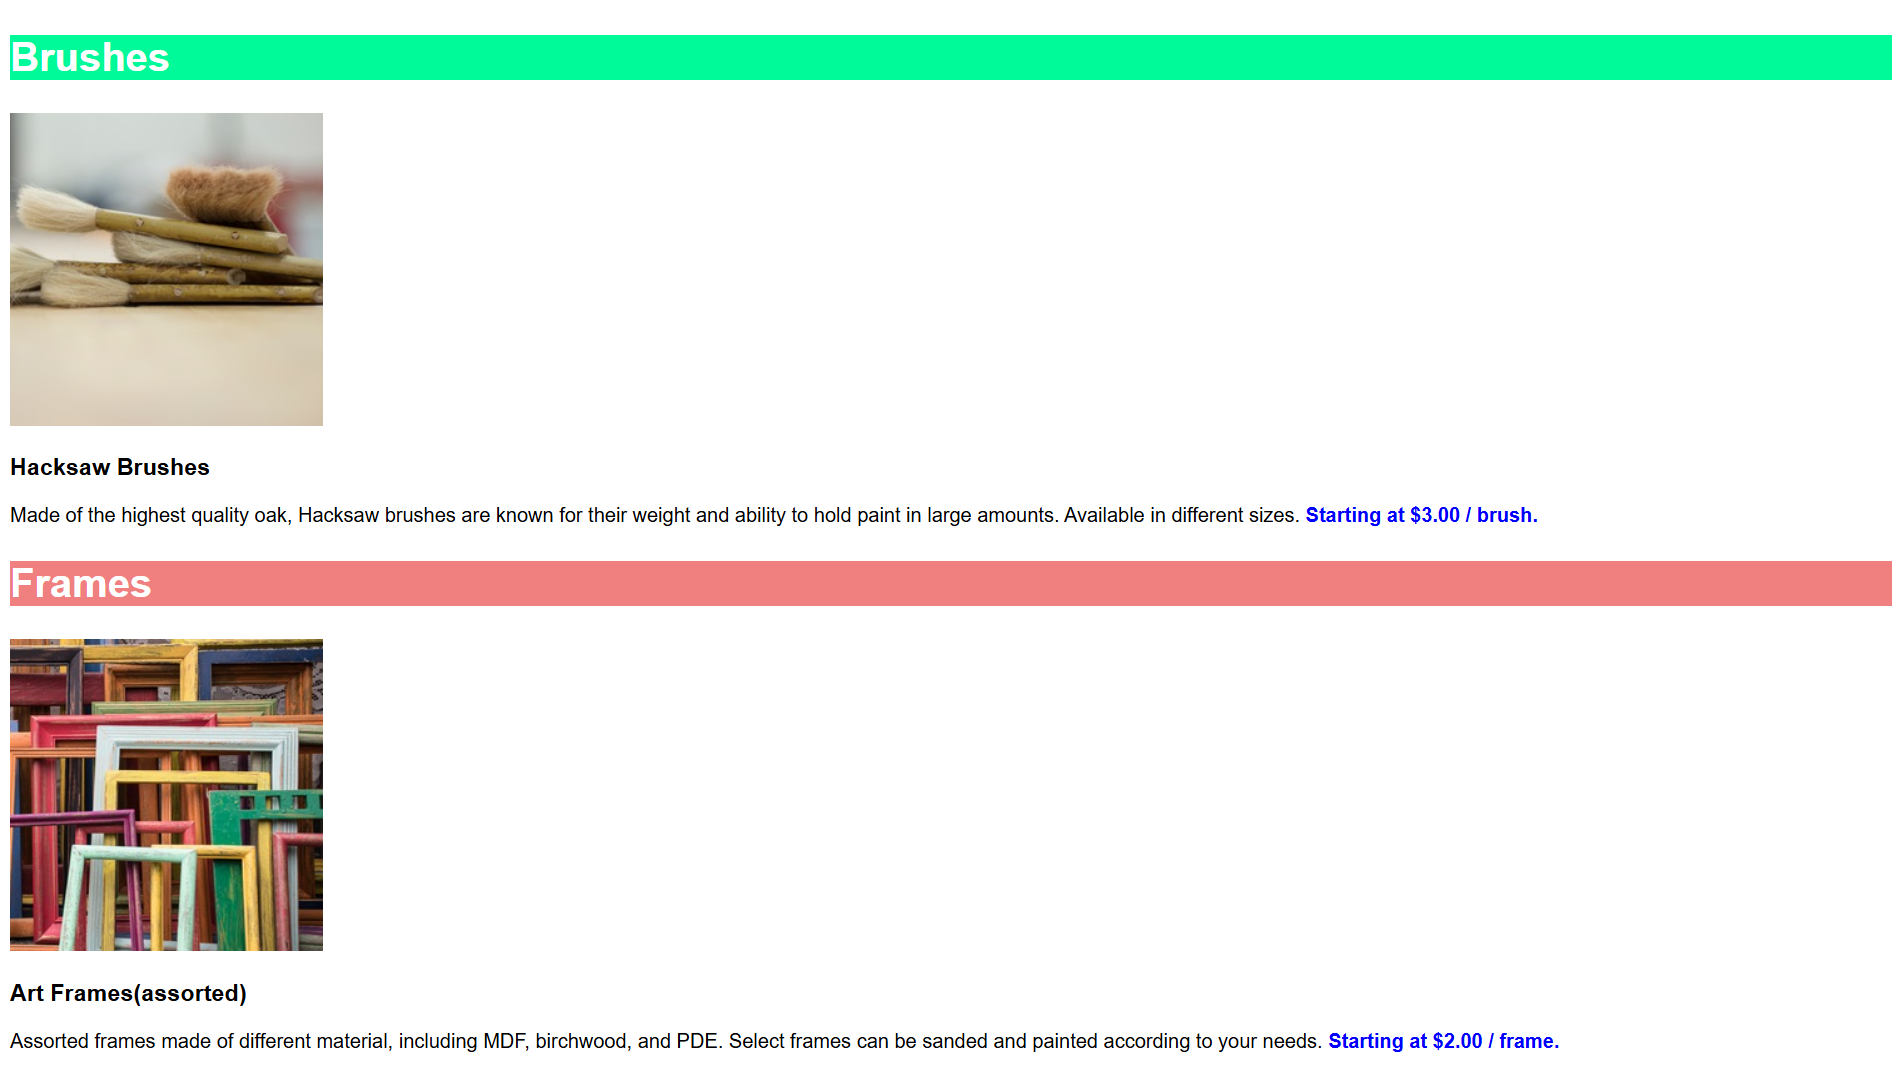 Brushes
Hacksaw Brushes
Made of the highest quality oak, Hacksaw brushes are known for their weight and ability to hold paint in large amounts. Available in different sizes. Starting at $3.00 / brush.
Frames
Art Frames(assorted)
Assorted frames made of different material, including MDF, birchwood, and PDE. Select frames can be sanded and painted according to your needs. Starting at $2.00 / frame.